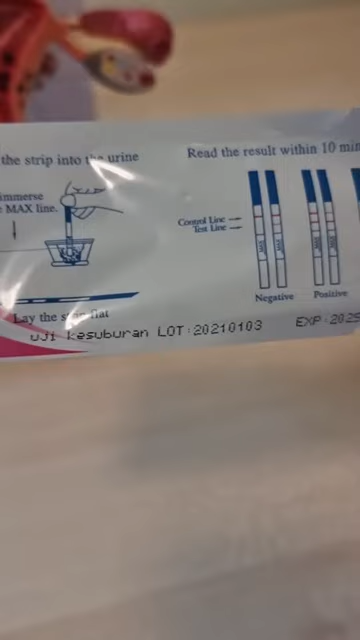 the strip into the urine
Read the result within 10 min
immerse
MAX line.
Control Line
Test Line
MAX
MAX
MAX
MAX
Negative
Positive
Lay the strip flat
uji kesuburan LOT:20210103
EXP:2025